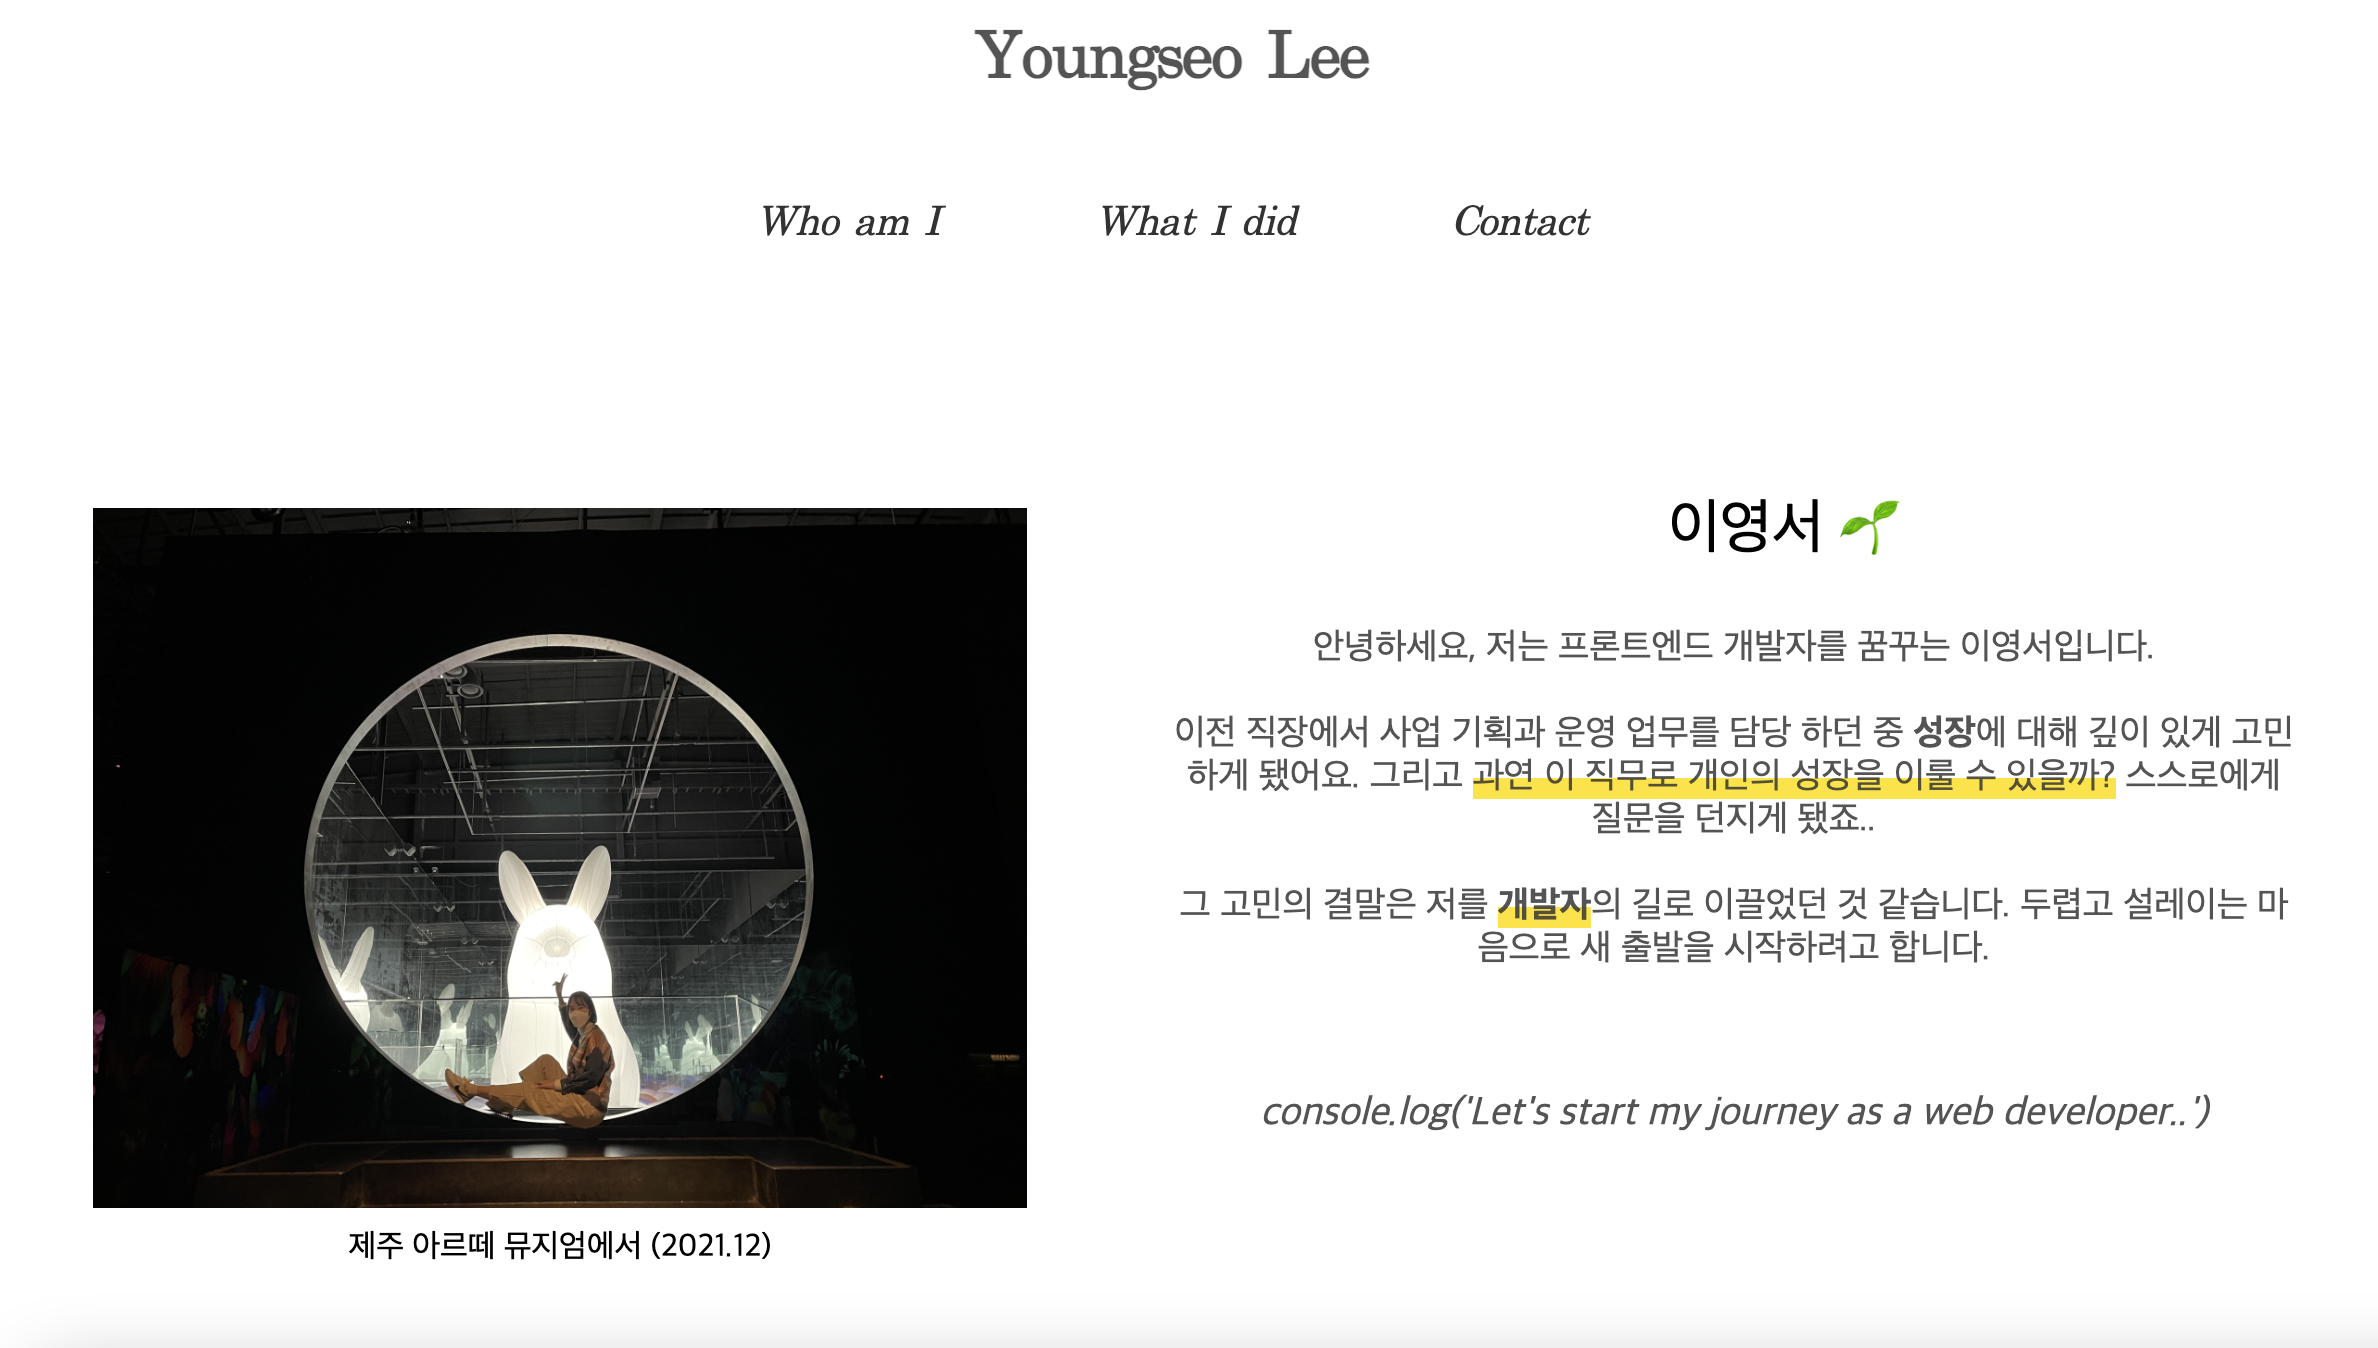 Youngseo Lee
Who am I
What I did
Contact
이영서 🌱
안녕하세요, 저는 프론트엔드 개발자를 꿈꾸는 이영서입니다.
이전 직장에서 사업 기획과 운영 업무를 담당 하던 중 성장에 대해 깊이 있게 고민
하게 됐어요. 그리고 과연 이 직무로 개인의 성장을 이룰 수 있을까? 스스로에게
질문을 던지게 됐죠..
그 고민의 결말은 저를 개발자의 길로 이끌었던 것 같습니다. 두렵고 설레이는 마
음으로 새 출발을 시작하려고 합니다.
console.log('Let's start my journey as a web developer..')
제주 아르떼 뮤지엄에서 (2021.12)